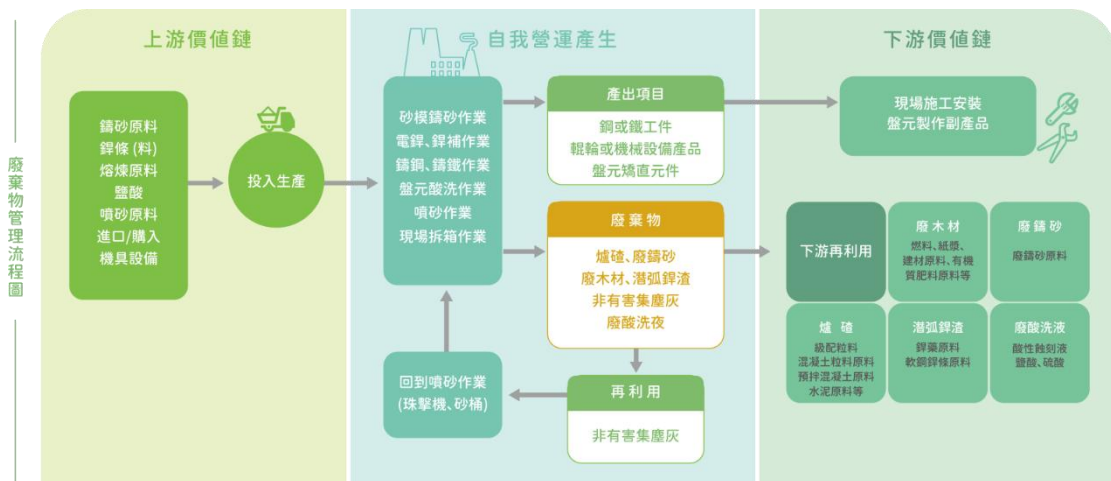 廢棄物管理流程圖
上游價值鏈
鑄砂原料
銲條 (料)
熔煉原料
鹽酸
噴砂原料
進口/購入
機具設備
投入生產
自我營運產生
砂模鑄砂作業
電銲、銲補作業
鑄鋼、鑄鐵作業
盤元酸洗作業
噴砂作業
現場拆箱作業
產出項目
鋼或鐵工件
輥輪或機械設備產品
盤元矯直元件
廢棄物
爐碴、廢鑄砂
廢木材、潛弧銲渣
非有害集塵灰
廢酸洗夜
再利用
非有害集塵灰
回到噴砂作業
(珠擊機、砂桶)
下游價值鏈
現場施工安裝
盤元製作副產品
下游再利用
廢木材
燃料、紙漿、
建材原料、有機
質肥料原料等
廢鑄砂
廢鑄砂原料
爐碴
級配粒料
混凝土粒料原料
預拌混凝土原料
水泥原料等
潛弧銲渣
銲藥原料
軟鋼銲條原料
廢酸洗液
酸性蝕刻液
鹽酸、硫酸